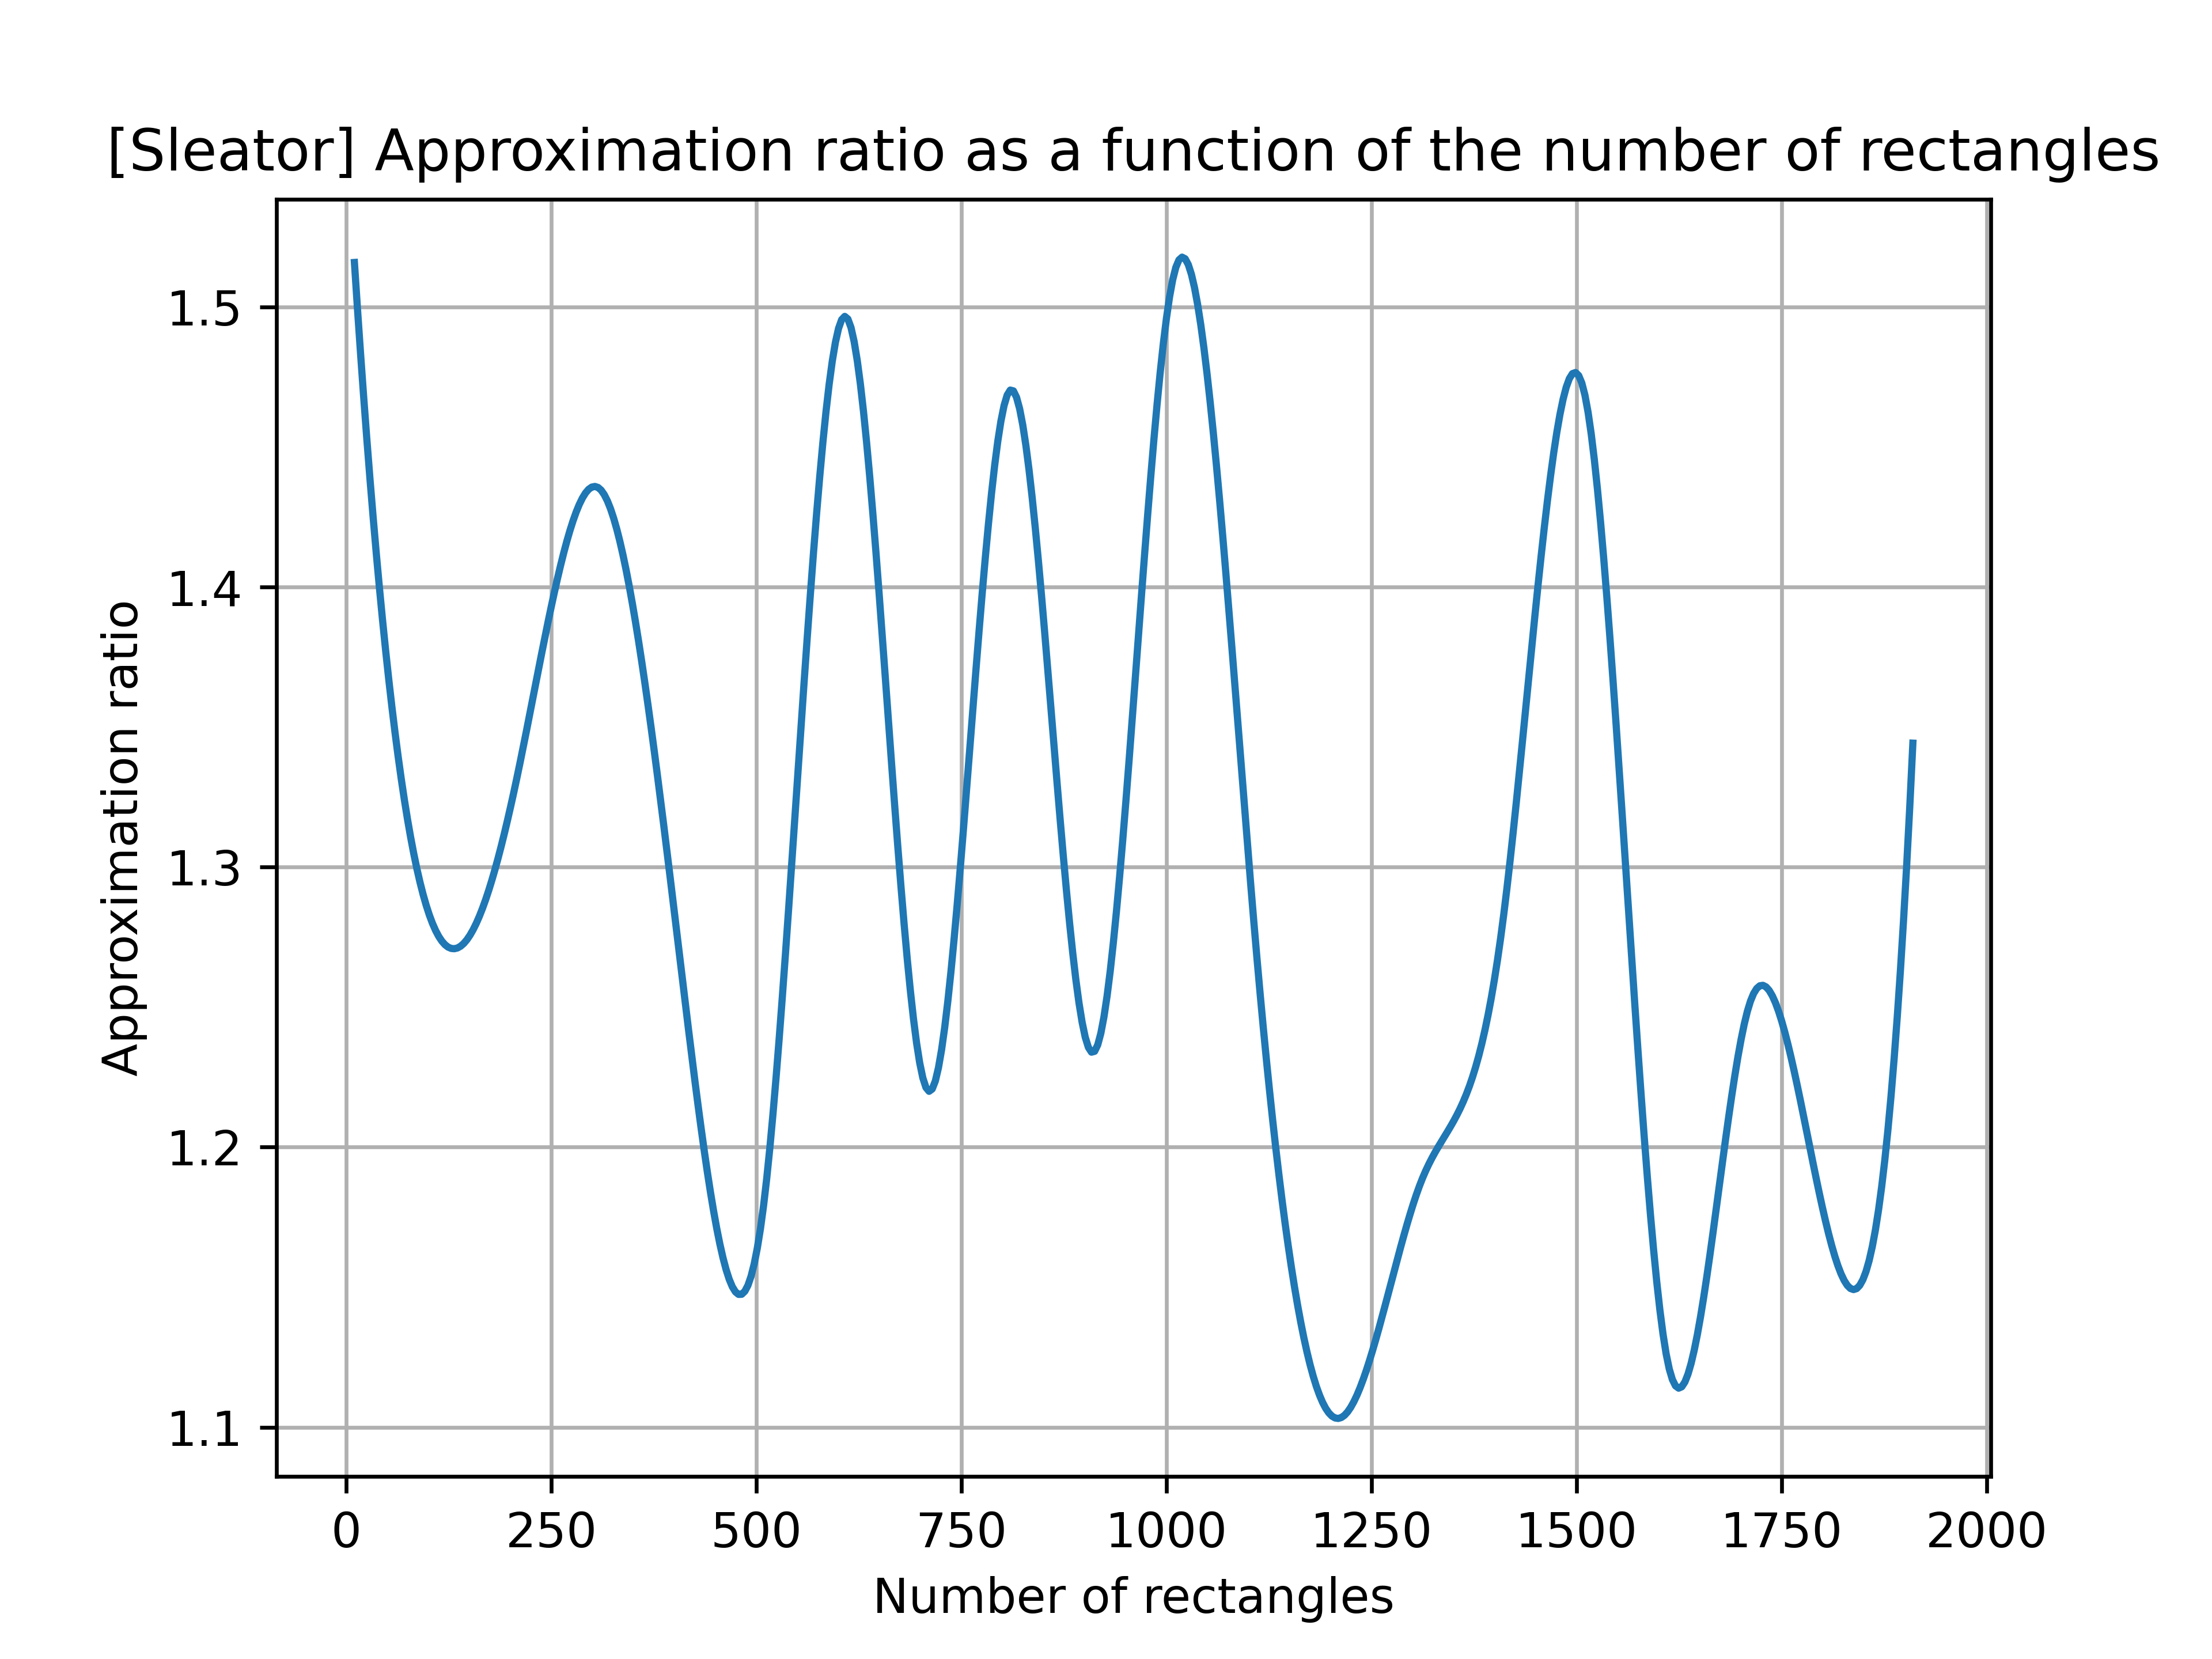 [Sleator] Approximation ratio as a function of the number of rectangles
Approximation ratio
1.5
1.4
1.3
1.2
1.1
0 250 500 750 1000 1250 1500 1750 2000
Number of rectangles